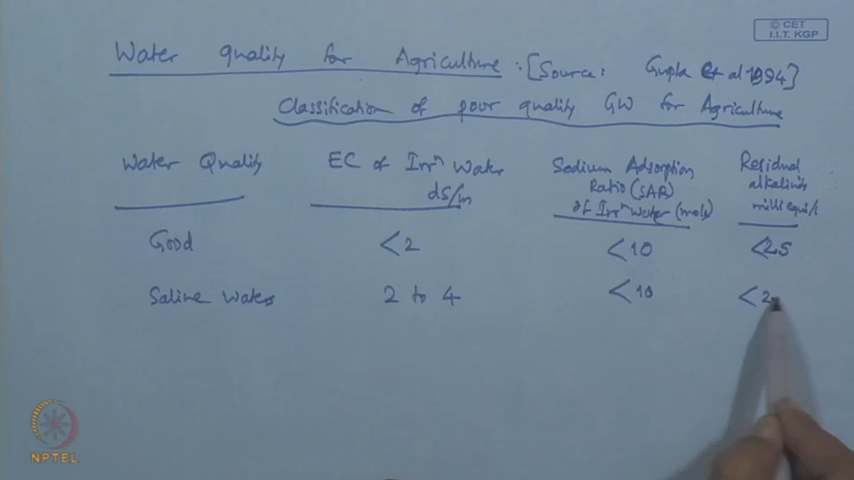 © CET
I.I.T. KGP
Water Quality for Agriculture : [Source: Gupta et al 1994]
Classification of poor quality GW for Agriculture
Water Quality EC of Irrⁿ Water dS/m Sodium Adsorption Ratio (SAR) of Irrⁿ Water (mols) Residual alkalinity milli equi/l
Good <2 <10 <2.5
Saline Water 2 to 4 <10 <2
NPTEL